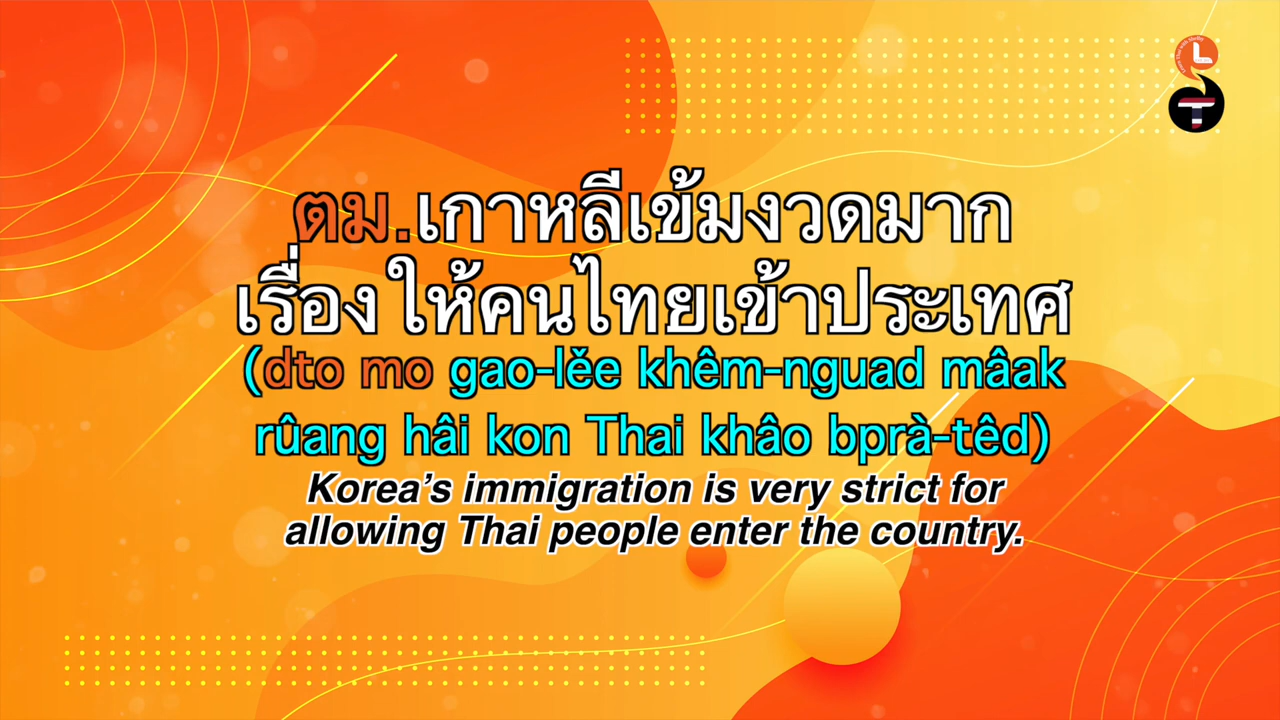 ตม.เกาหลีเข้มงวดมาก
เรื่อง ให้คนไทยเข้าประเทศ
(dto mo gao-lěe khêm-nguad mâak
rûang hâi kon Thai khâo bprà-têd)
Korea’s immigration is very strict for
allowing Thai people enter the country.